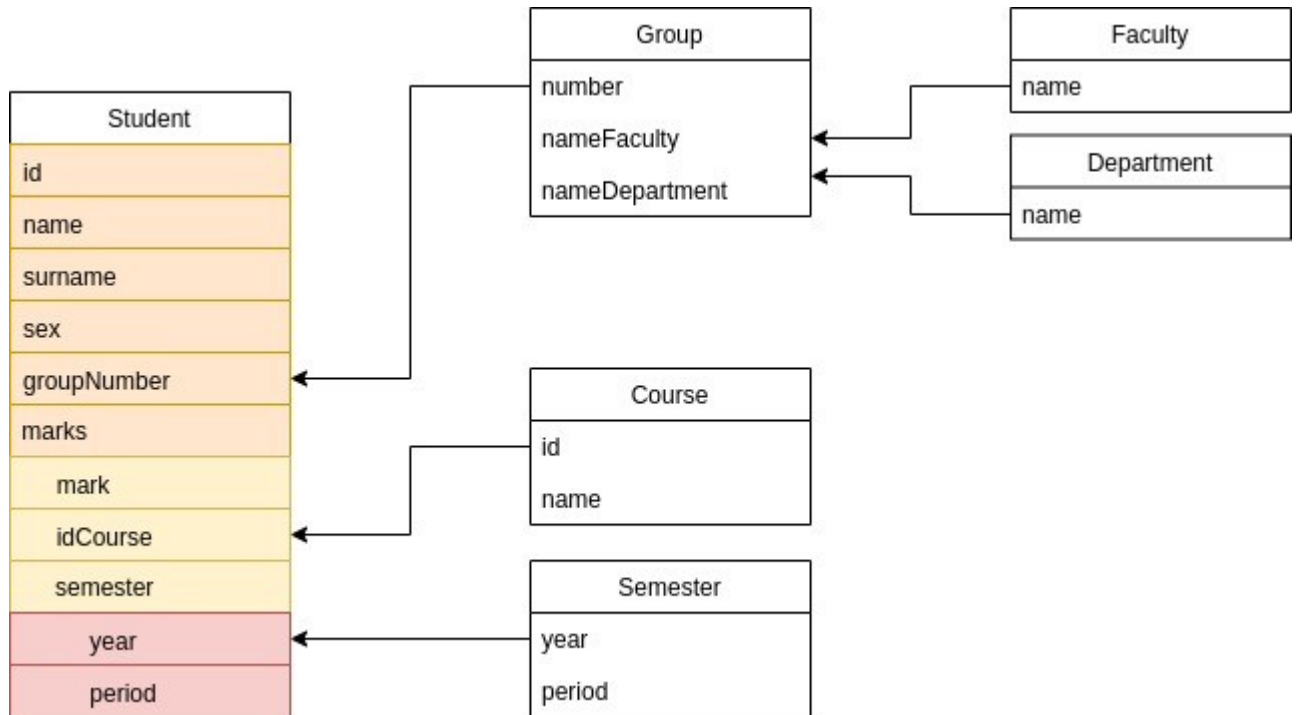 Student
id
name
surname
sex
groupNumber
marks
mark
idCourse
semester
year
period
Group
number
nameFaculty
nameDepartment
Course
id
name
Semester
year
period
Faculty
name
Department
name